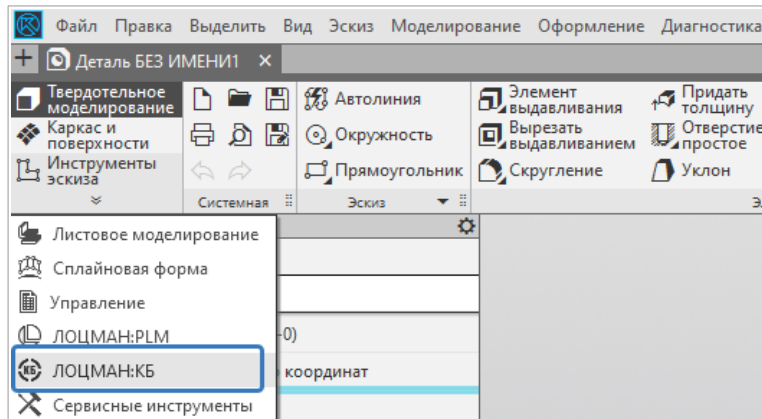 Файл Правка Выделить Вид Эскиз Моделирование Оформление Диагностика
Деталь БЕЗ ИМЕНИ1
Твердотельное
моделирование
Каркас и
поверхности
Инструменты
эскиза
Системная
Автолиния
Окружность
Прямоугольник
Эскиз
Элемент
выдавливания
Вырезать
выдавливанием
Скругление
Придать
толщину
Отверстие
простое
Уклон
Листовое моделирование
Сплайновая форма
Управление
ЛОЦМАН:PLM
-0)
ЛОЦМАН:КБ
координат
Сервисные инструменты